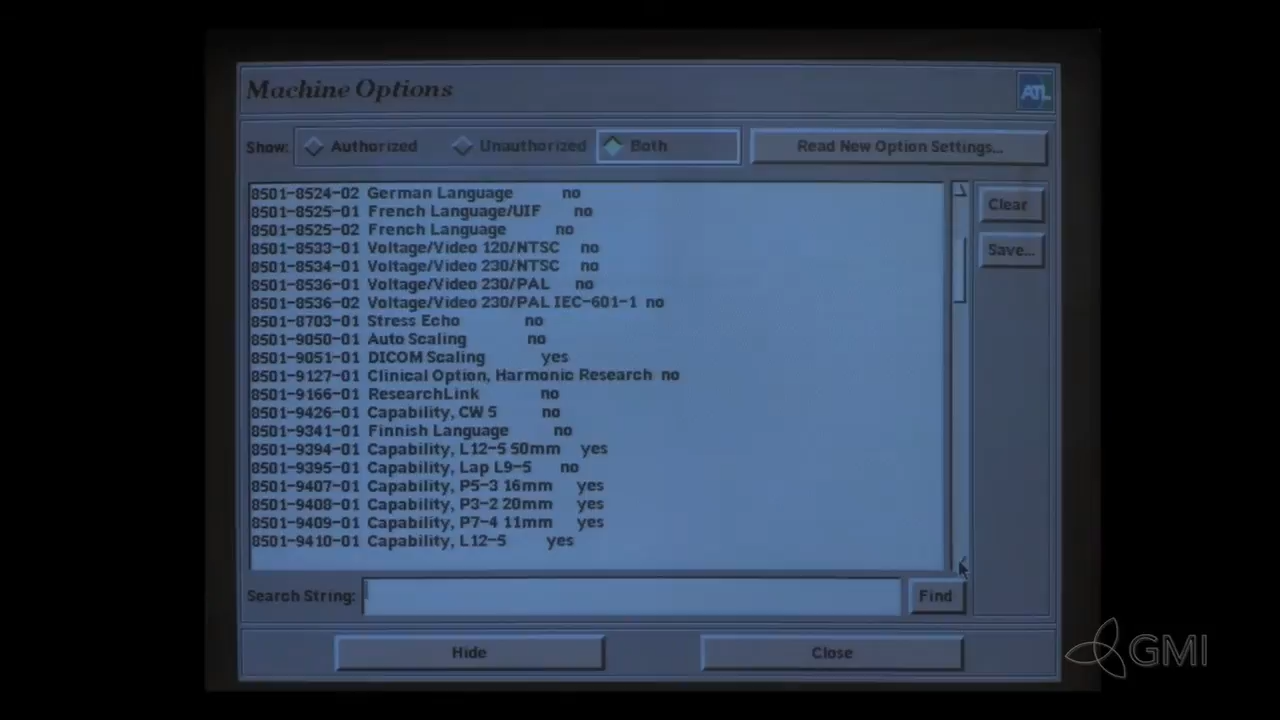 Machine Options
ATL
Show: Authorized Unauthorized Both Read New Option Settings...
8501-8524-02 German Language no
8501-8525-01 French Language/UIF no
8501-8525-02 French Language no
8501-8533-01 Voltage/Video 120/NTSC no
8501-8534-01 Voltage/Video 230/NTSC no
8501-8536-01 Voltage/Video 230/PAL no
8501-8536-02 Voltage/Video 230/PAL IEC-601-1 no
8501-8703-01 Stress Echo no
8501-9050-01 Auto Scaling no
8501-9051-01 DICOM Scaling yes
8501-9127-01 Clinical Option, Harmonic Research no
8501-9166-01 ResearchLink no
8501-9426-01 Capability, CW 5 no
8501-9341-01 Finnish Language no
8501-9394-01 Capability, L12-5 50mm yes
8501-9395-01 Capability, Lap L9-5 no
8501-9407-01 Capability, P5-3 16mm yes
8501-9408-01 Capability, P3-2 20mm yes
8501-9409-01 Capability, P7-4 11mm yes
8501-9410-01 Capability, L12-5 yes
Clear
Save...
Search String: Find
Hide Close
GMI